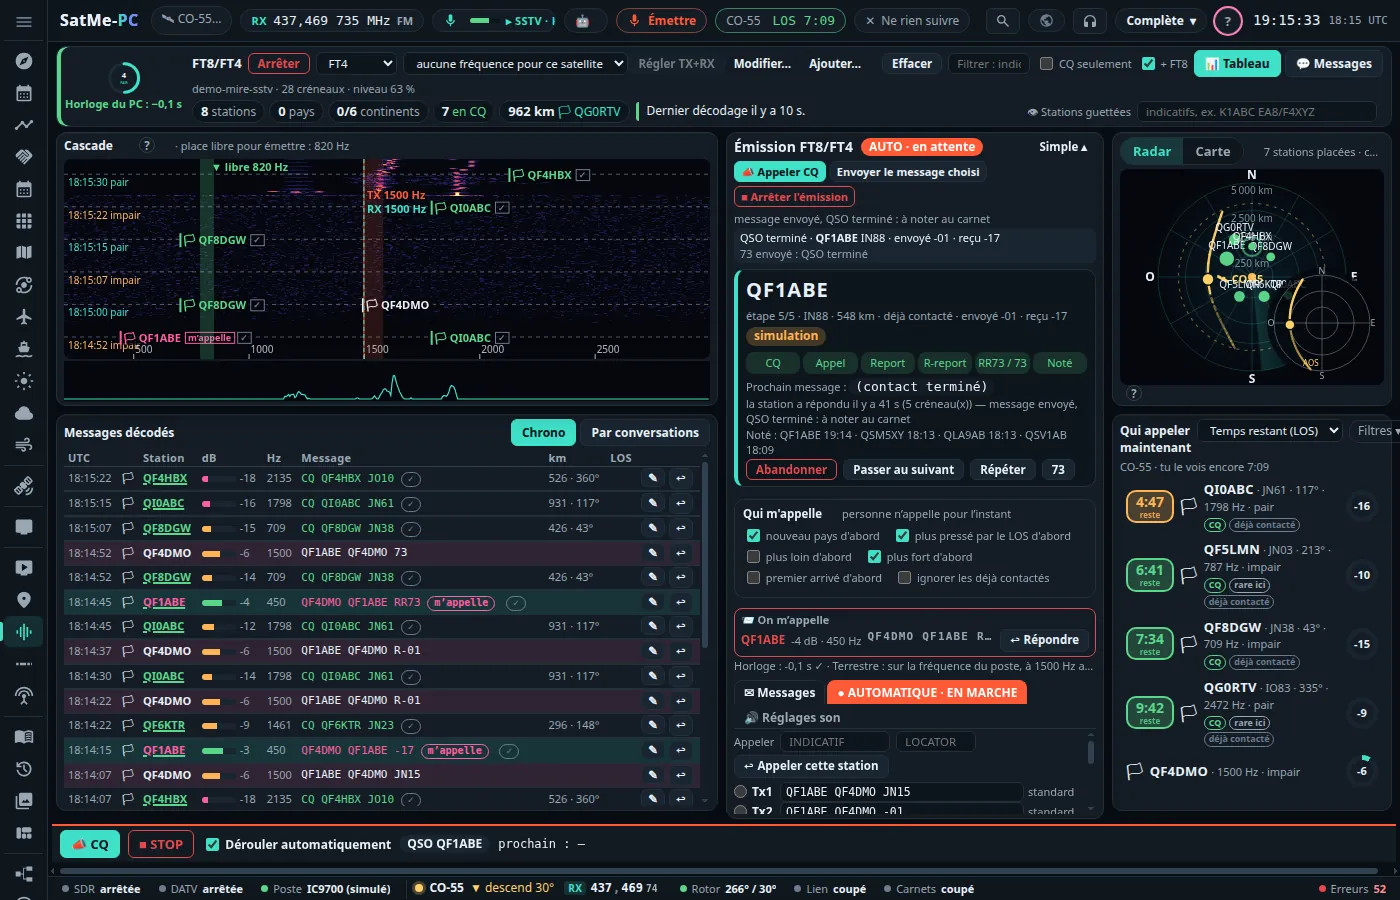 SatMe-PC
CO-55...
RX 437,469 735 MHz FM
▸ SSTV ·
Émettre
CO-55 LOS 7:09
✕ Ne rien suivre
Complète ▾
?
19:15:33 18:15 UTC
4
Horloge du PC : −0,1 s
FT8/FT4 Arrêter FT4 aucune fréquence pour ce satellite Régler TX+RX Modifier... Ajouter... Effacer Filtrer : indic CQ seulement + FT8 Tableau Messages
demo-mire-sstv · 28 créneaux · niveau 63 %
8 stations 0 pays 0/6 continents 7 en CQ 962 km QG0RTV Dernier décodage il y a 10 s. Stations guettées indicatifs, ex. K1ABC EA8/F4XYZ
Cascade ? · place libre pour émettre : 820 Hz
▼ libre 820 Hz
18:15:30 pair QF4HBX ✓
TX 1500 Hz
RX 1500 Hz
18:15:22 impair QI0ABC ✓
18:15:15 pair QF8DGW ✓
18:15:07 impair
18:15:00 pair QF8DGW ✓ QF4DMO
QF1ABE m'appelle ✓ QI0ABC ✓
18:14:52 impair
500 1000 1500 2000 2500
Messages décodés Chrono Par conversations
UTC Station dB Hz Message km LOS
18:15:22 QF4HBX -18 2135 CQ QF4HBX JO10 ✓ 526 · 360°
18:15:15 QI0ABC -16 1798 CQ QI0ABC JN61 ✓ 931 · 117°
18:15:07 QF8DGW -15 709 CQ QF8DGW JN38 ✓ 426 · 43°
18:14:52 QF4DMO -6 1500 QF1ABE QF4DMO 73
18:14:52 QF8DGW -14 709 CQ QF8DGW JN38 ✓ 426 · 43°
18:14:45 QF1ABE -4 450 QF4DMO QF1ABE RR73 m'appelle ✓
18:14:45 QI0ABC -12 1798 CQ QI0ABC JN61 ✓ 931 · 117°
18:14:37 QF4DMO -6 1500 QF1ABE QF4DMO R-01
18:14:30 QI0ABC -14 1798 CQ QI0ABC JN61 ✓ 931 · 117°
18:14:22 QF4DMO -6 1500 QF1ABE QF4DMO R-01
18:14:22 QF6KTR -9 1461 CQ QF6KTR JN23 ✓ 296 · 148°
18:14:15 QF1ABE -3 450 QF4DMO QF1ABE -17 m'appelle ✓
18:14:07 QF4DMO -6 1500 QF1ABE QF4DMO JN15
18:14:07 QF4HBX -18 2135 CQ QF4HBX JO10 ✓ 526 · 360°
Émission FT8/FT4 AUTO · en attente Simple ▴
Appeler CQ Envoyer le message choisi
■ Arrêter l'émission
message envoyé, QSO terminé : à noter au carnet
QSO terminé · QF1ABE IN88 · envoyé -01 · reçu -17
73 envoyé : QSO terminé
QF1ABE
étape 5/5 · IN88 · 548 km · déjà contacté · envoyé -01 · reçu -17
simulation
CQ Appel Report R-report RR73 / 73 Noté
Prochain message : (contact terminé)
la station a répondu il y a 41 s (5 créneau(x)) — message envoyé,
QSO terminé : à noter au carnet
Noté : QF1ABE 19:14 · QSM5XY 18:13 · QLA9AB 18:13 · QSV1AB
18:09
Abandonner Passer au suivant Répéter 73
Qui m'appelle personne n'appelle pour l'instant
nouveau pays d'abord plus pressé par le LOS d'abord
plus loin d'abord plus fort d'abord
premier arrivé d'abord ignorer les déjà contactés
On m'appelle
QF1ABE -4 dB · 450 Hz QF4DMO QF1ABE R… ↩ Répondre
Horloge : -0,1 s ✓ · Terrestre : sur la fréquence du poste, à 1500 Hz a…
✉ Messages ● AUTOMATIQUE · EN MARCHE
Réglages son
Appeler INDICATIF LOCATOR
↩ Appeler cette station
Tx1 QF1ABE QF4DMO JN15 standard
Tx2 QF1ABE QF4DMO -01 standard
Radar Carte 7 stations placées · c...
N
5 000 km
2 500 km
QG0RTV
QF4HBX
QF1ABE QF8DGW
250 km
O E
S
N
O E
AOS
S
?
Qui appeler
maintenant
Temps restant (LOS) Filtres ▾
CO-55 · tu le vois encore 7:09
4:47 reste QI0ABC · JN61 · 117° ·
1798 Hz · pair -16
CQ déjà contacté
6:41 reste QF5LMN · JN03 · 213° ·
787 Hz · impair -10
CQ rare ici
déjà contacté
7:34 reste QF8DGW · JN38 · 43° ·
709 Hz · impair -15
CQ déjà contacté
9:42 reste QG0RTV · IO83 · 335° ·
2472 Hz · pair -9
CQ rare ici
déjà contacté
QF4DMO · 1500 Hz · impair -6
CQ ■ STOP Dérouler automatiquement QSO QF1ABE prochain : —
SDR arrêtée DATV arrêtée Poste IC9700 (simulé) CO-55 ▼ descend 30° RX 437,469 74 Rotor 266° / 30° Lien coupé Carnets coupé Erreurs 52